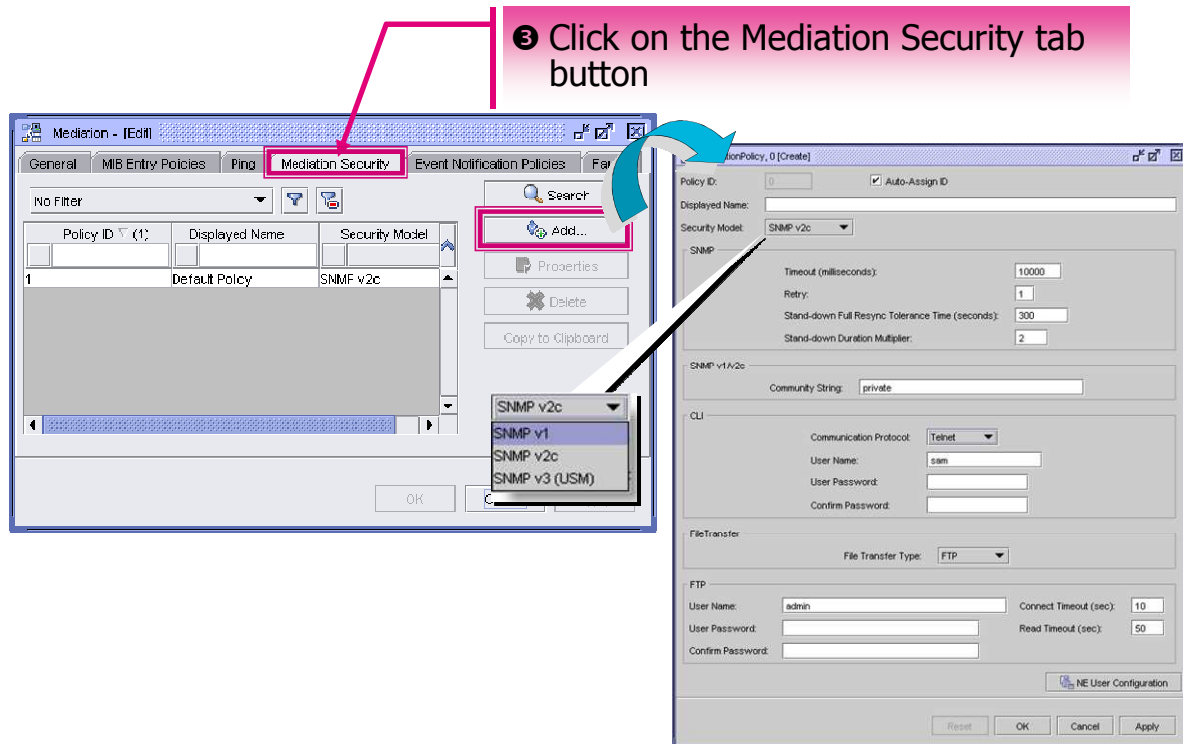 ❸ Click on the Mediation Security tab
button
Mediation - [Edit]
General MIB Entry Policies Ping Mediation Security Event Notification Policies
No Filter
Search
Add...
Properties
Delete
Copy to Clipboard
Policy ID (1) Displayed Name Security Model
1 Default Policy SNMP v2c
OK
SNMP v2c
SNMP v1
SNMP v2c
SNMP v3 (USM)
ionPolicy, 0 [Create]
Policy ID: 0 Auto-Assign ID
Displayed Name:
Security Model: SNMP v2c
SNMP
Timeout (milliseconds): 10000
Retry: 1
Stand-down Full Resync Tolerance Time (seconds): 300
Stand-down Duration Multiplier: 2
SNMP v1/v2c
Community String: private
CLI
Communication Protocol: Telnet
User Name: sam
User Password:
Confirm Password:
FileTransfer
File Transfer Type: FTP
FTP
User Name: admin Connect Timeout (sec): 10
User Password: Read Timeout (sec): 50
Confirm Password:
NE User Configuration
Reset OK Cancel Apply